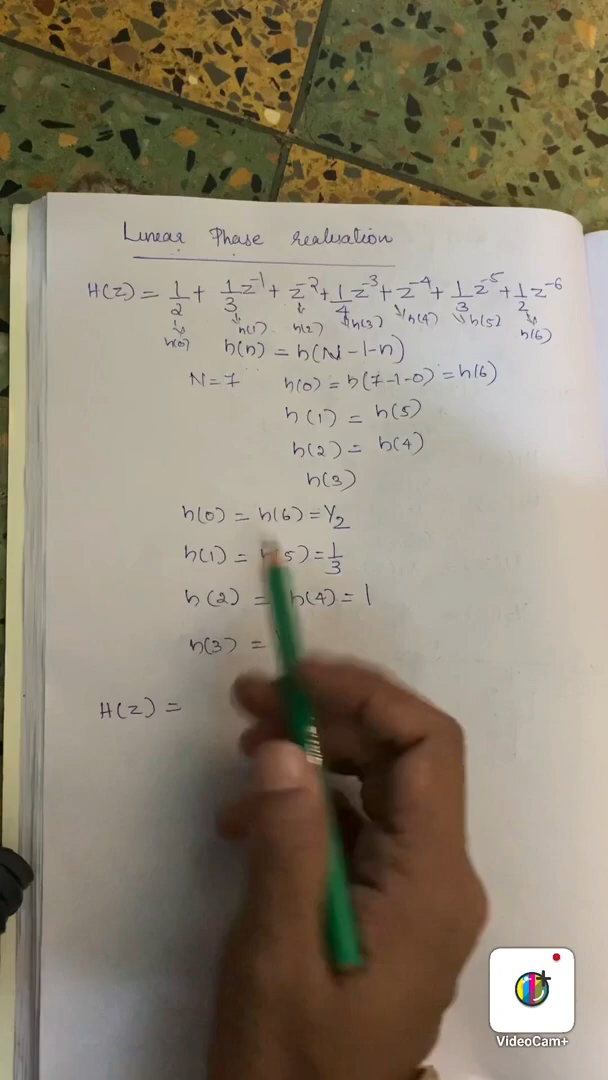 Linear Phase realisation
H(z) = 1/2 + 1/3 z^-1 + z^-2 + 1/4 z^-3 + z^-4 + 1/3 z^-5 + 1/2 z^-6
h(0) h(1) h(2) h(3) h(4) h(5) h(6)
h(n) = h(N-1-n)
N=7 h(0) = h(7-1-0) = h(6)
h(1) = h(5)
h(2) = h(4)
h(3)
h(0) = h(6) = 1/2
h(1) = h(5) = 1/3
h(2) = h(4) = 1
h(3) =
H(z) =
VideoCam+